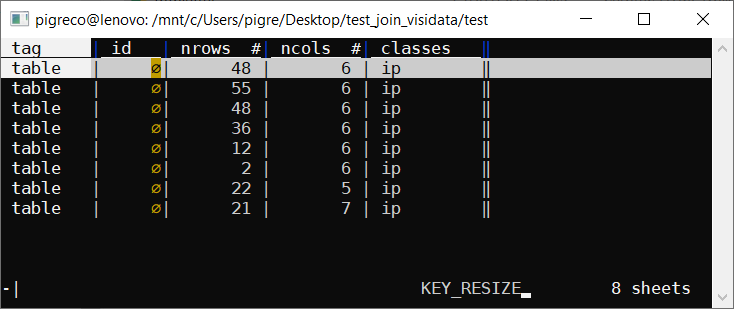 pigreco@lenovo: /mnt/c/Users/pigre/Desktop/test_join_visidata/test
tag | id | nrows # | ncols # | classes ‖
table | ∅ | 48 | 6 | ip ‖
table | ∅ | 55 | 6 | ip ‖
table | ∅ | 48 | 6 | ip ‖
table | ∅ | 36 | 6 | ip ‖
table | ∅ | 12 | 6 | ip ‖
table | ∅ | 2 | 6 | ip ‖
table | ∅ | 22 | 5 | ip ‖
table | ∅ | 21 | 7 | ip ‖
-| KEY_RESIZE 8 sheets